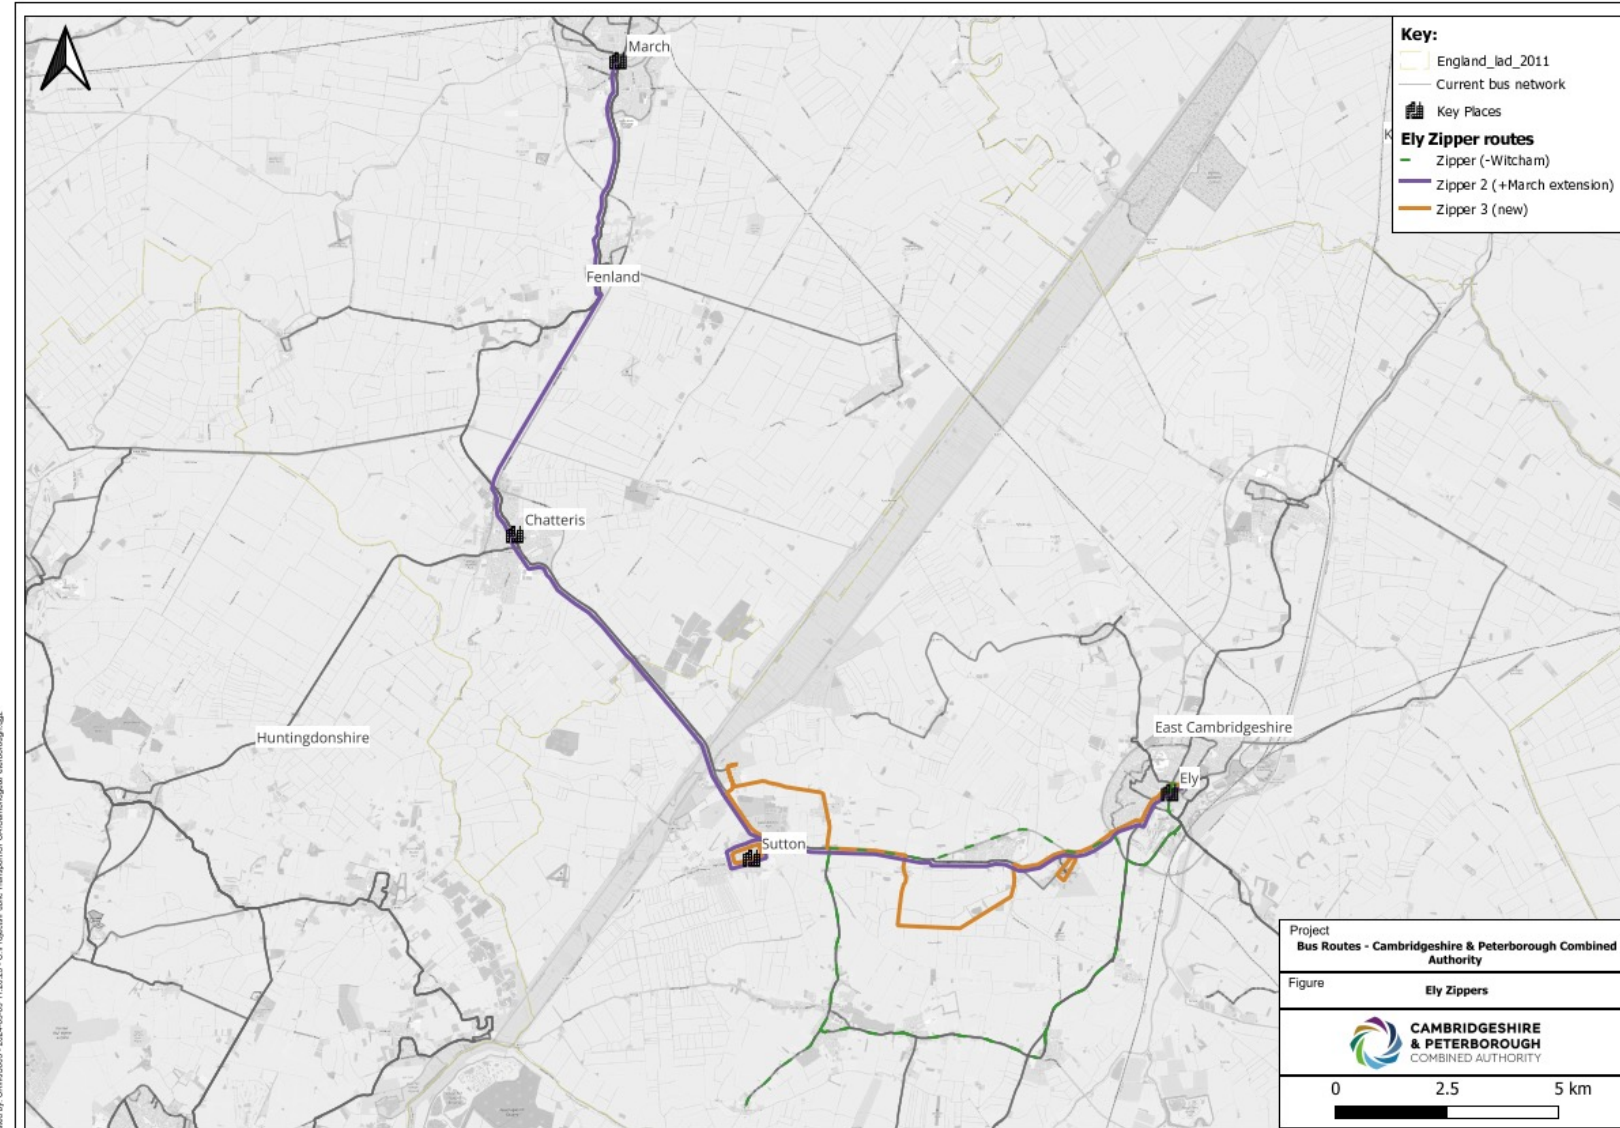 March
Key:
England_lad_2011
Current bus network
Key Places
Ely Zipper routes
Zipper (-Witcham)
Zipper 2 (+March extension)
Zipper 3 (new)
K
Fenland
Chatteris
Huntingdonshire
East Cambridgeshire
Ely
Sutton
Project
Bus Routes - Cambridgeshire & Peterborough Combined
Authority
Figure
Ely Zippers
CAMBRIDGESHIRE
& PETERBOROUGH
COMBINED AUTHORITY
0 2.5 5 km